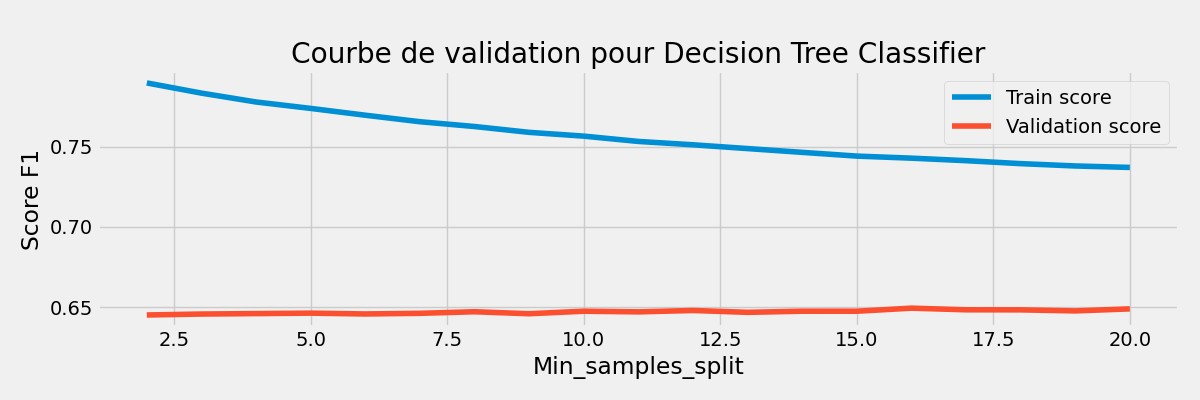 Courbe de validation pour Decision Tree Classifier
Train score
Validation score
Score F1
0.75
0.70
0.65
2.5 5.0 7.5 10.0 12.5 15.0 17.5 20.0
Min_samples_split